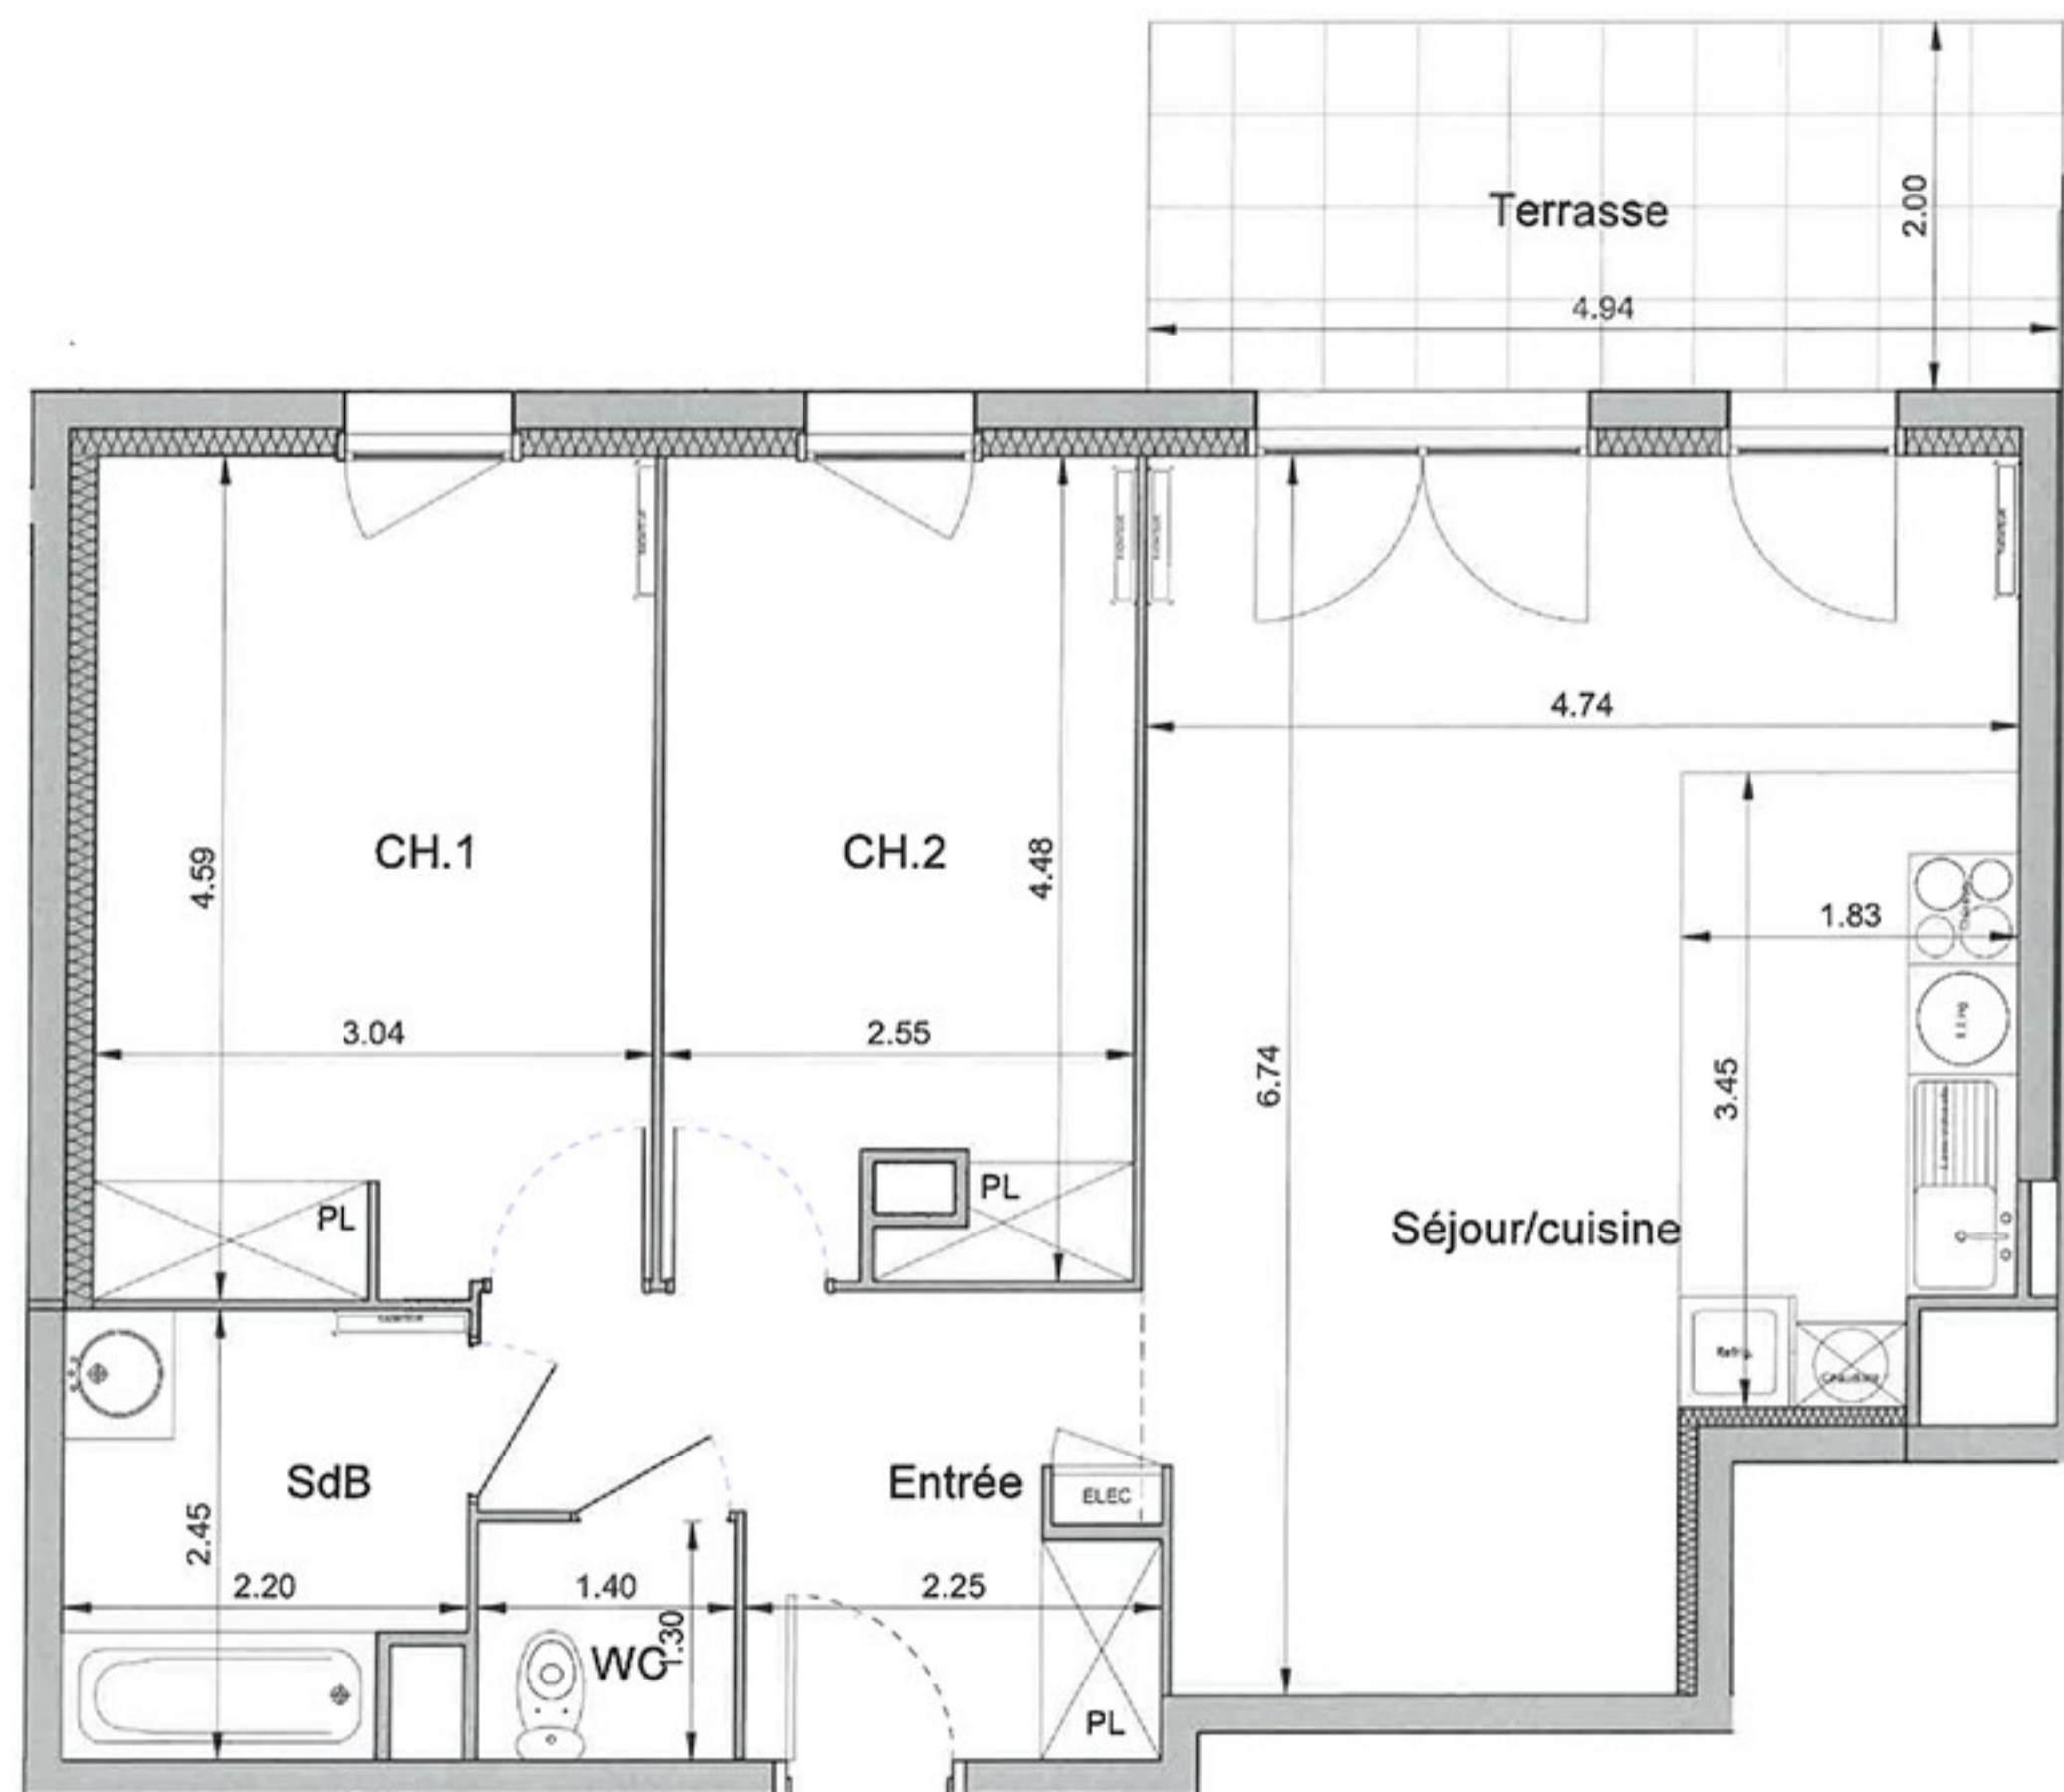 Terrasse
2.00
4.94
4.74
CH.1
CH.2
4.59
4.48
1.83
3.04
2.55
6.74
3.45
PL
PL
Séjour/cuisine
SdB
Entrée
ELEC
2.45
2.20
1.40
2.25
1.30
WC
PL